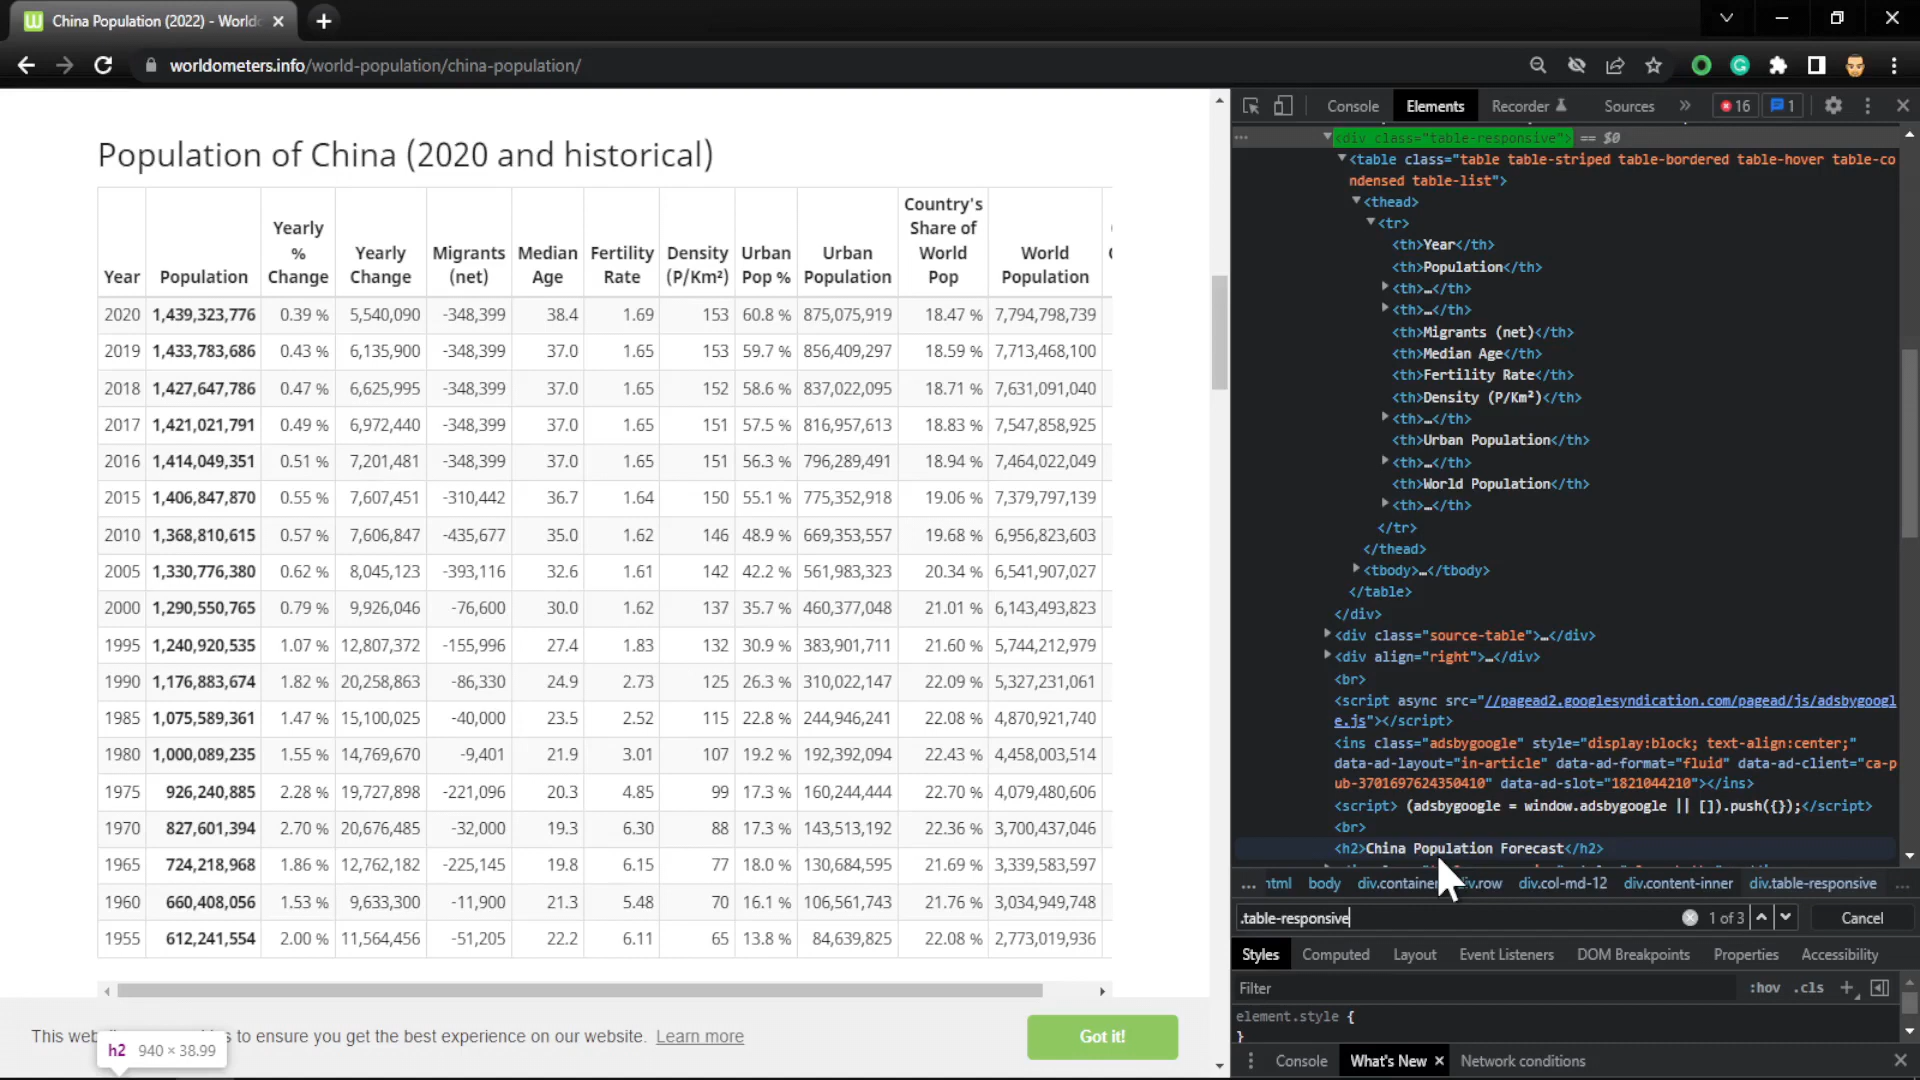 China Population (2022) - World
worldometers.info/world-population/china-population/
Population of China (2020 and historical)
Year Population Yearly % Change Yearly Change Migrants (net) Median Age Fertility Rate Density (P/Km²) Urban Pop % Urban Population Country's Share of World Pop World Population
2020 1,439,323,776 0.39 % 5,540,090 -348,399 38.4 1.69 153 60.8 % 875,075,919 18.47 % 7,794,798,739
2019 1,433,783,686 0.43 % 6,135,900 -348,399 37.0 1.65 153 59.7 % 856,409,297 18.59 % 7,713,468,100
2018 1,427,647,786 0.47 % 6,625,995 -348,399 37.0 1.65 152 58.6 % 837,022,095 18.71 % 7,631,091,040
2017 1,421,021,791 0.49 % 6,972,440 -348,399 37.0 1.65 151 57.5 % 816,957,613 18.83 % 7,547,858,925
2016 1,414,049,351 0.51 % 7,201,481 -348,399 37.0 1.65 151 56.3 % 796,289,491 18.94 % 7,464,022,049
2015 1,406,847,870 0.55 % 7,607,451 -310,442 36.7 1.64 150 55.1 % 775,352,918 19.06 % 7,379,797,139
2010 1,368,810,615 0.57 % 7,606,847 -435,677 35.0 1.62 146 48.9 % 669,353,557 19.68 % 6,956,823,603
2005 1,330,776,380 0.62 % 8,045,123 -393,116 32.6 1.61 142 42.2 % 561,983,323 20.34 % 6,541,907,027
2000 1,290,550,765 0.79 % 9,926,046 -76,600 30.0 1.62 137 35.7 % 460,377,048 21.01 % 6,143,493,823
1995 1,240,920,535 1.07 % 12,807,372 -155,996 27.4 1.83 132 30.9 % 383,901,711 21.60 % 5,744,212,979
1990 1,176,883,674 1.82 % 20,258,863 -86,330 24.9 2.73 125 26.3 % 310,022,147 22.09 % 5,327,231,061
1985 1,075,589,361 1.47 % 15,100,025 -40,000 23.5 2.52 115 22.8 % 244,946,241 22.08 % 4,870,921,740
1980 1,000,089,235 1.55 % 14,769,670 -9,401 21.9 3.01 107 19.2 % 192,392,094 22.43 % 4,458,003,514
1975 926,240,885 2.28 % 19,727,898 -221,096 20.3 4.85 99 17.3 % 160,244,444 22.70 % 4,079,480,606
1970 827,601,394 2.70 % 20,676,485 -32,000 19.3 6.30 88 17.3 % 143,513,192 22.36 % 3,700,437,046
1965 724,218,968 1.86 % 12,762,182 -225,145 19.8 6.15 77 18.0 % 130,684,595 21.69 % 3,339,583,597
1960 660,408,056 1.53 % 9,633,300 -11,900 21.3 5.48 70 16.1 % 106,561,743 21.76 % 3,034,949,748
1955 612,241,554 2.00 % 11,564,456 -51,205 22.2 6.11 65 13.8 % 84,639,825 22.08 % 2,773,019,936
This s to ensure you get the best experience on our website. Learn more
Got it!
h2 940 × 38.99
Console Elements Recorder Sources » 16 1
<div class="table-responsive"> == $0
<table class="table table-striped table-bordered table-hover table-co
ndensed table-list">
<thead>
<tr>
<th>Year</th>
<th>Population</th>
<th>…</th>
<th>…</th>
<th>Migrants (net)</th>
<th>Median Age</th>
<th>Fertility Rate</th>
<th>Density (P/Km²)</th>
<th>…</th>
<th>Urban Population</th>
<th>…</th>
<th>World Population</th>
<th>…</th>
</tr>
</thead>
<tbody>…</tbody>
</table>
</div>
<div class="source-table">…</div>
<div align="right">…</div>
<br>
<script async src="//pagead2.googlesyndication.com/pagead/js/adsbygoogl
e.js"></script>
<ins class="adsbygoogle" style="display:block; text-align:center;"
data-ad-layout="in-article" data-ad-format="fluid" data-ad-client="ca-p
ub-3701697624350410" data-ad-slot="1821044210"></ins>
<script> (adsbygoogle = window.adsbygoogle || []).push({});</script>
<br>
<h2>China Population Forecast</h2>
... html body div.container div.row div.col-md-12 div.content-inner div.table-responsive ...
.table-responsive 1 of 3 Cancel
Styles Computed Layout Event Listeners DOM Breakpoints Properties Accessibility
Filter :hov .cls +
element.style {
}
Console What's New × Network conditions